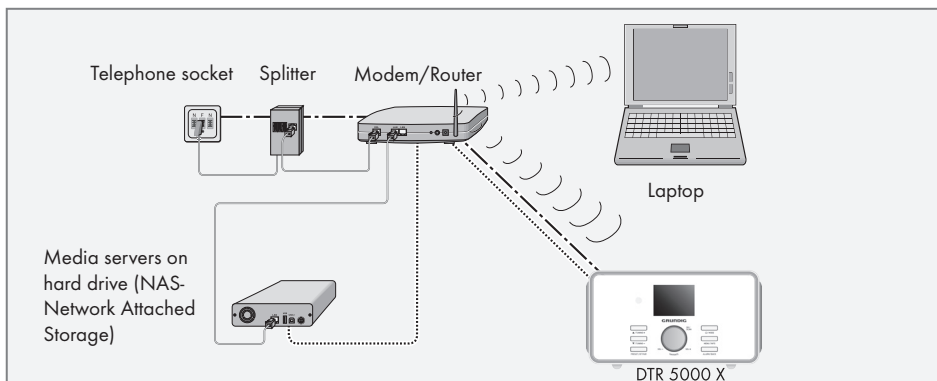 Telephone socket
Splitter
Modem/Router
N F N
Laptop
Media servers on
hard drive (NAS-
Network Attached
Storage)
GRUNDIG
DTR 5000 X